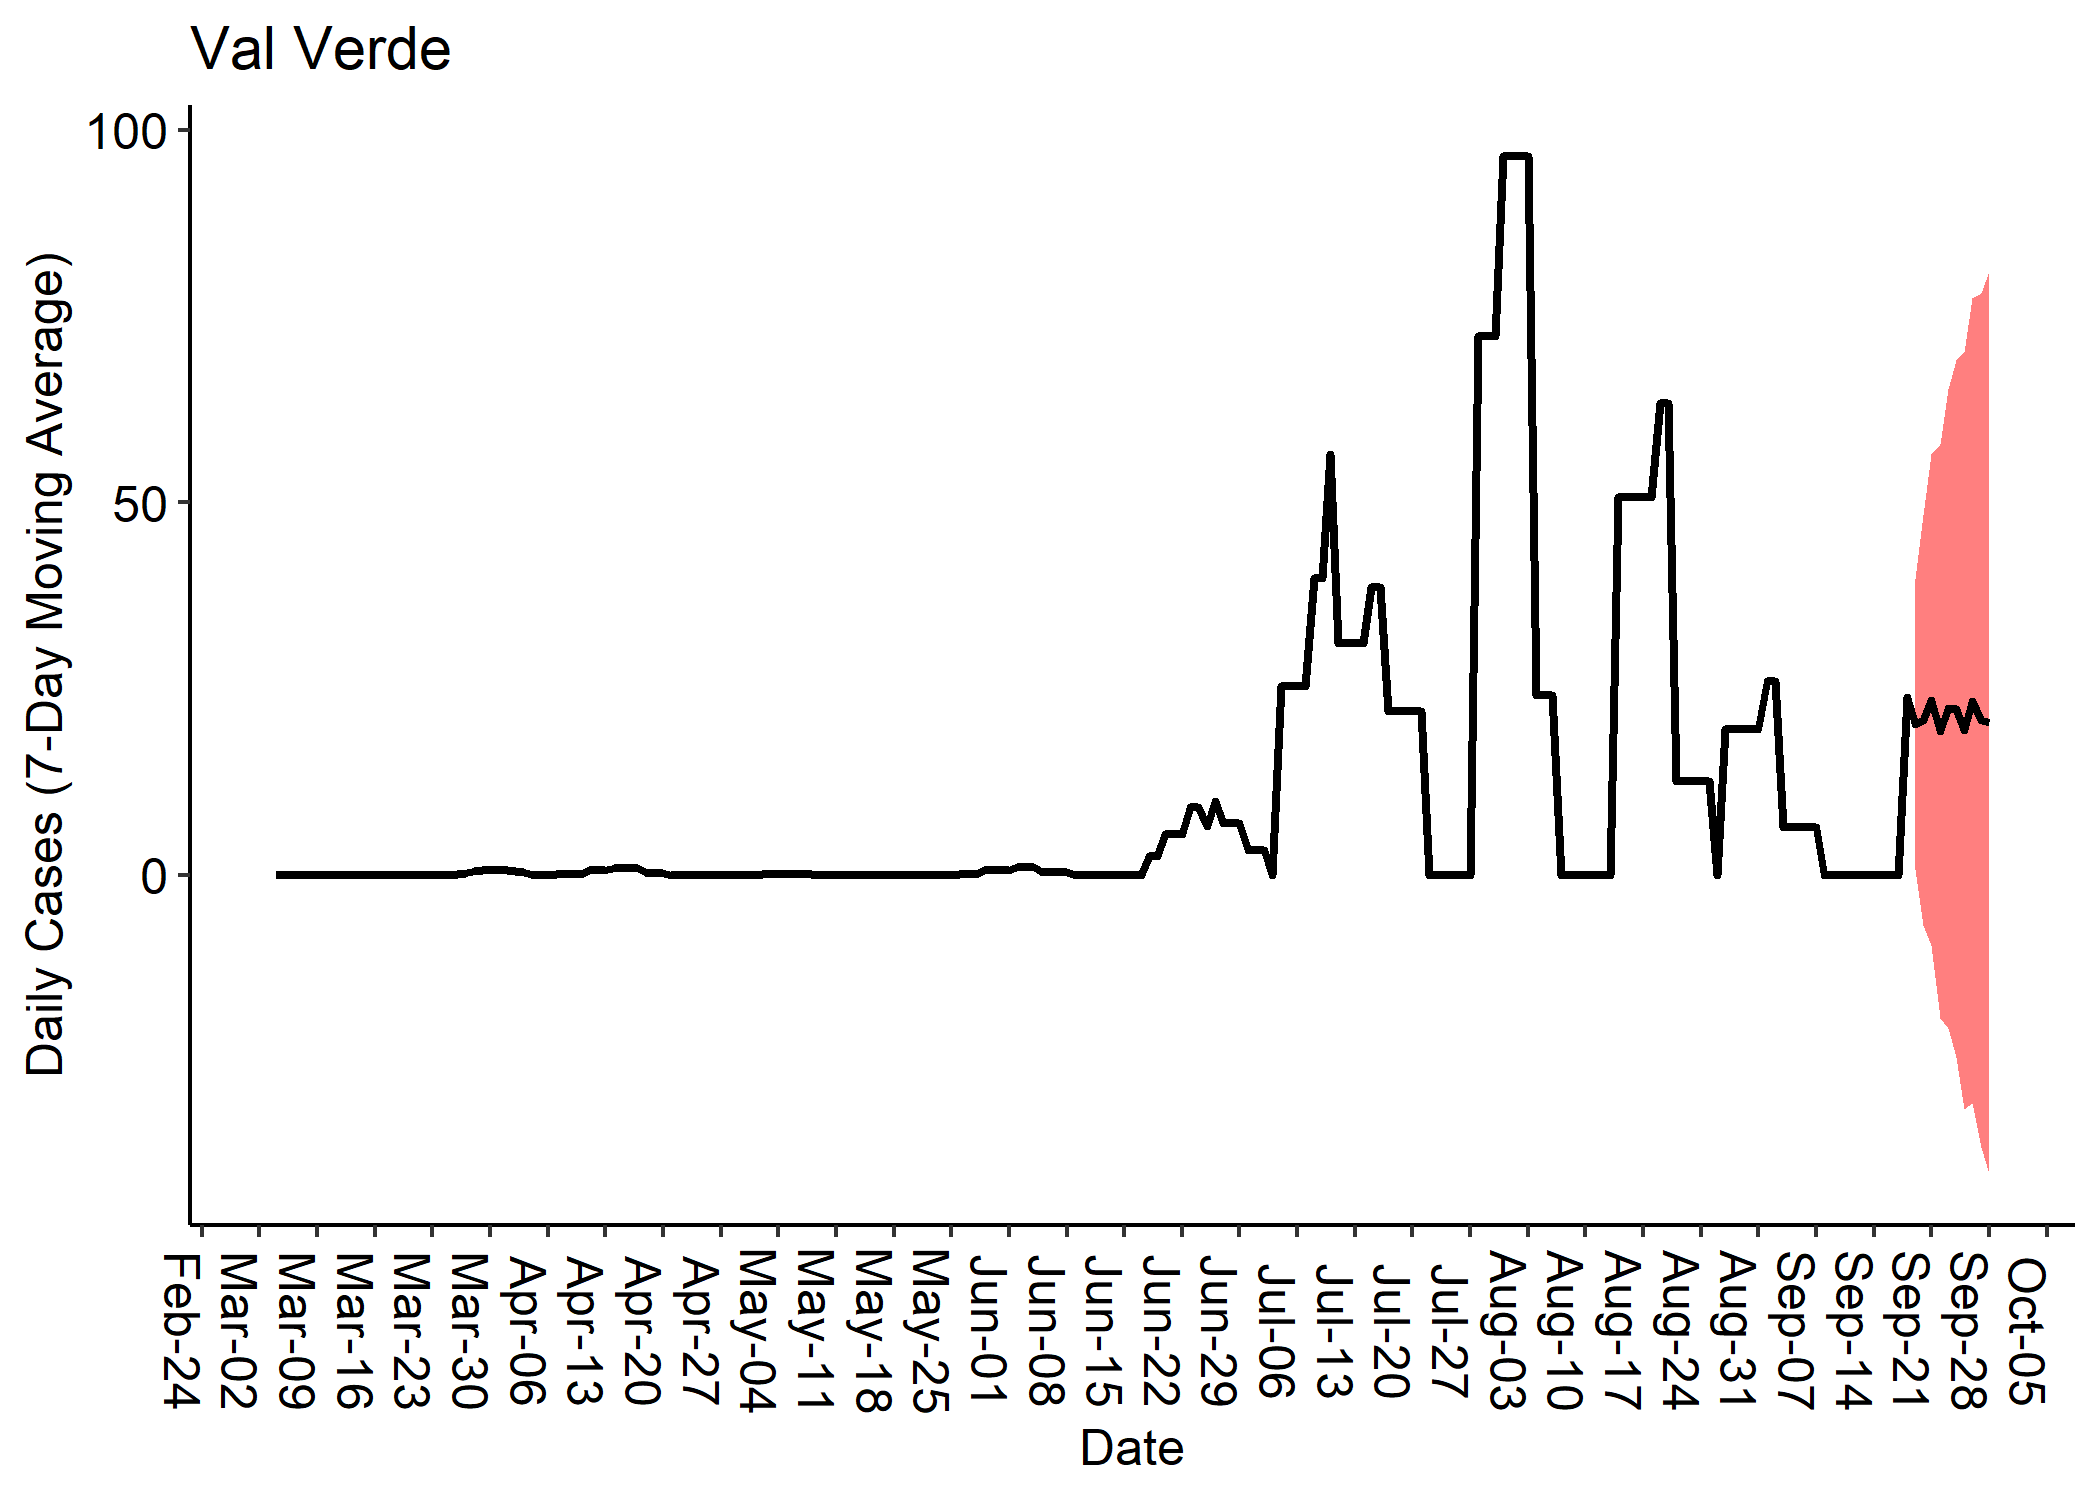 Val Verde
Daily Cases (7-Day Moving Average)
100
50
0
Feb-24
Mar-02
Mar-09
Mar-16
Mar-23
Mar-30
Apr-06
Apr-13
Apr-20
Apr-27
May-04
May-11
May-18
May-25
Jun-01
Jun-08
Jun-15
Jun-22
Jun-29
Jul-06
Jul-13
Jul-20
Jul-27
Aug-03
Aug-10
Aug-17
Aug-24
Aug-31
Sep-07
Sep-14
Sep-21
Sep-28
Oct-05
Date